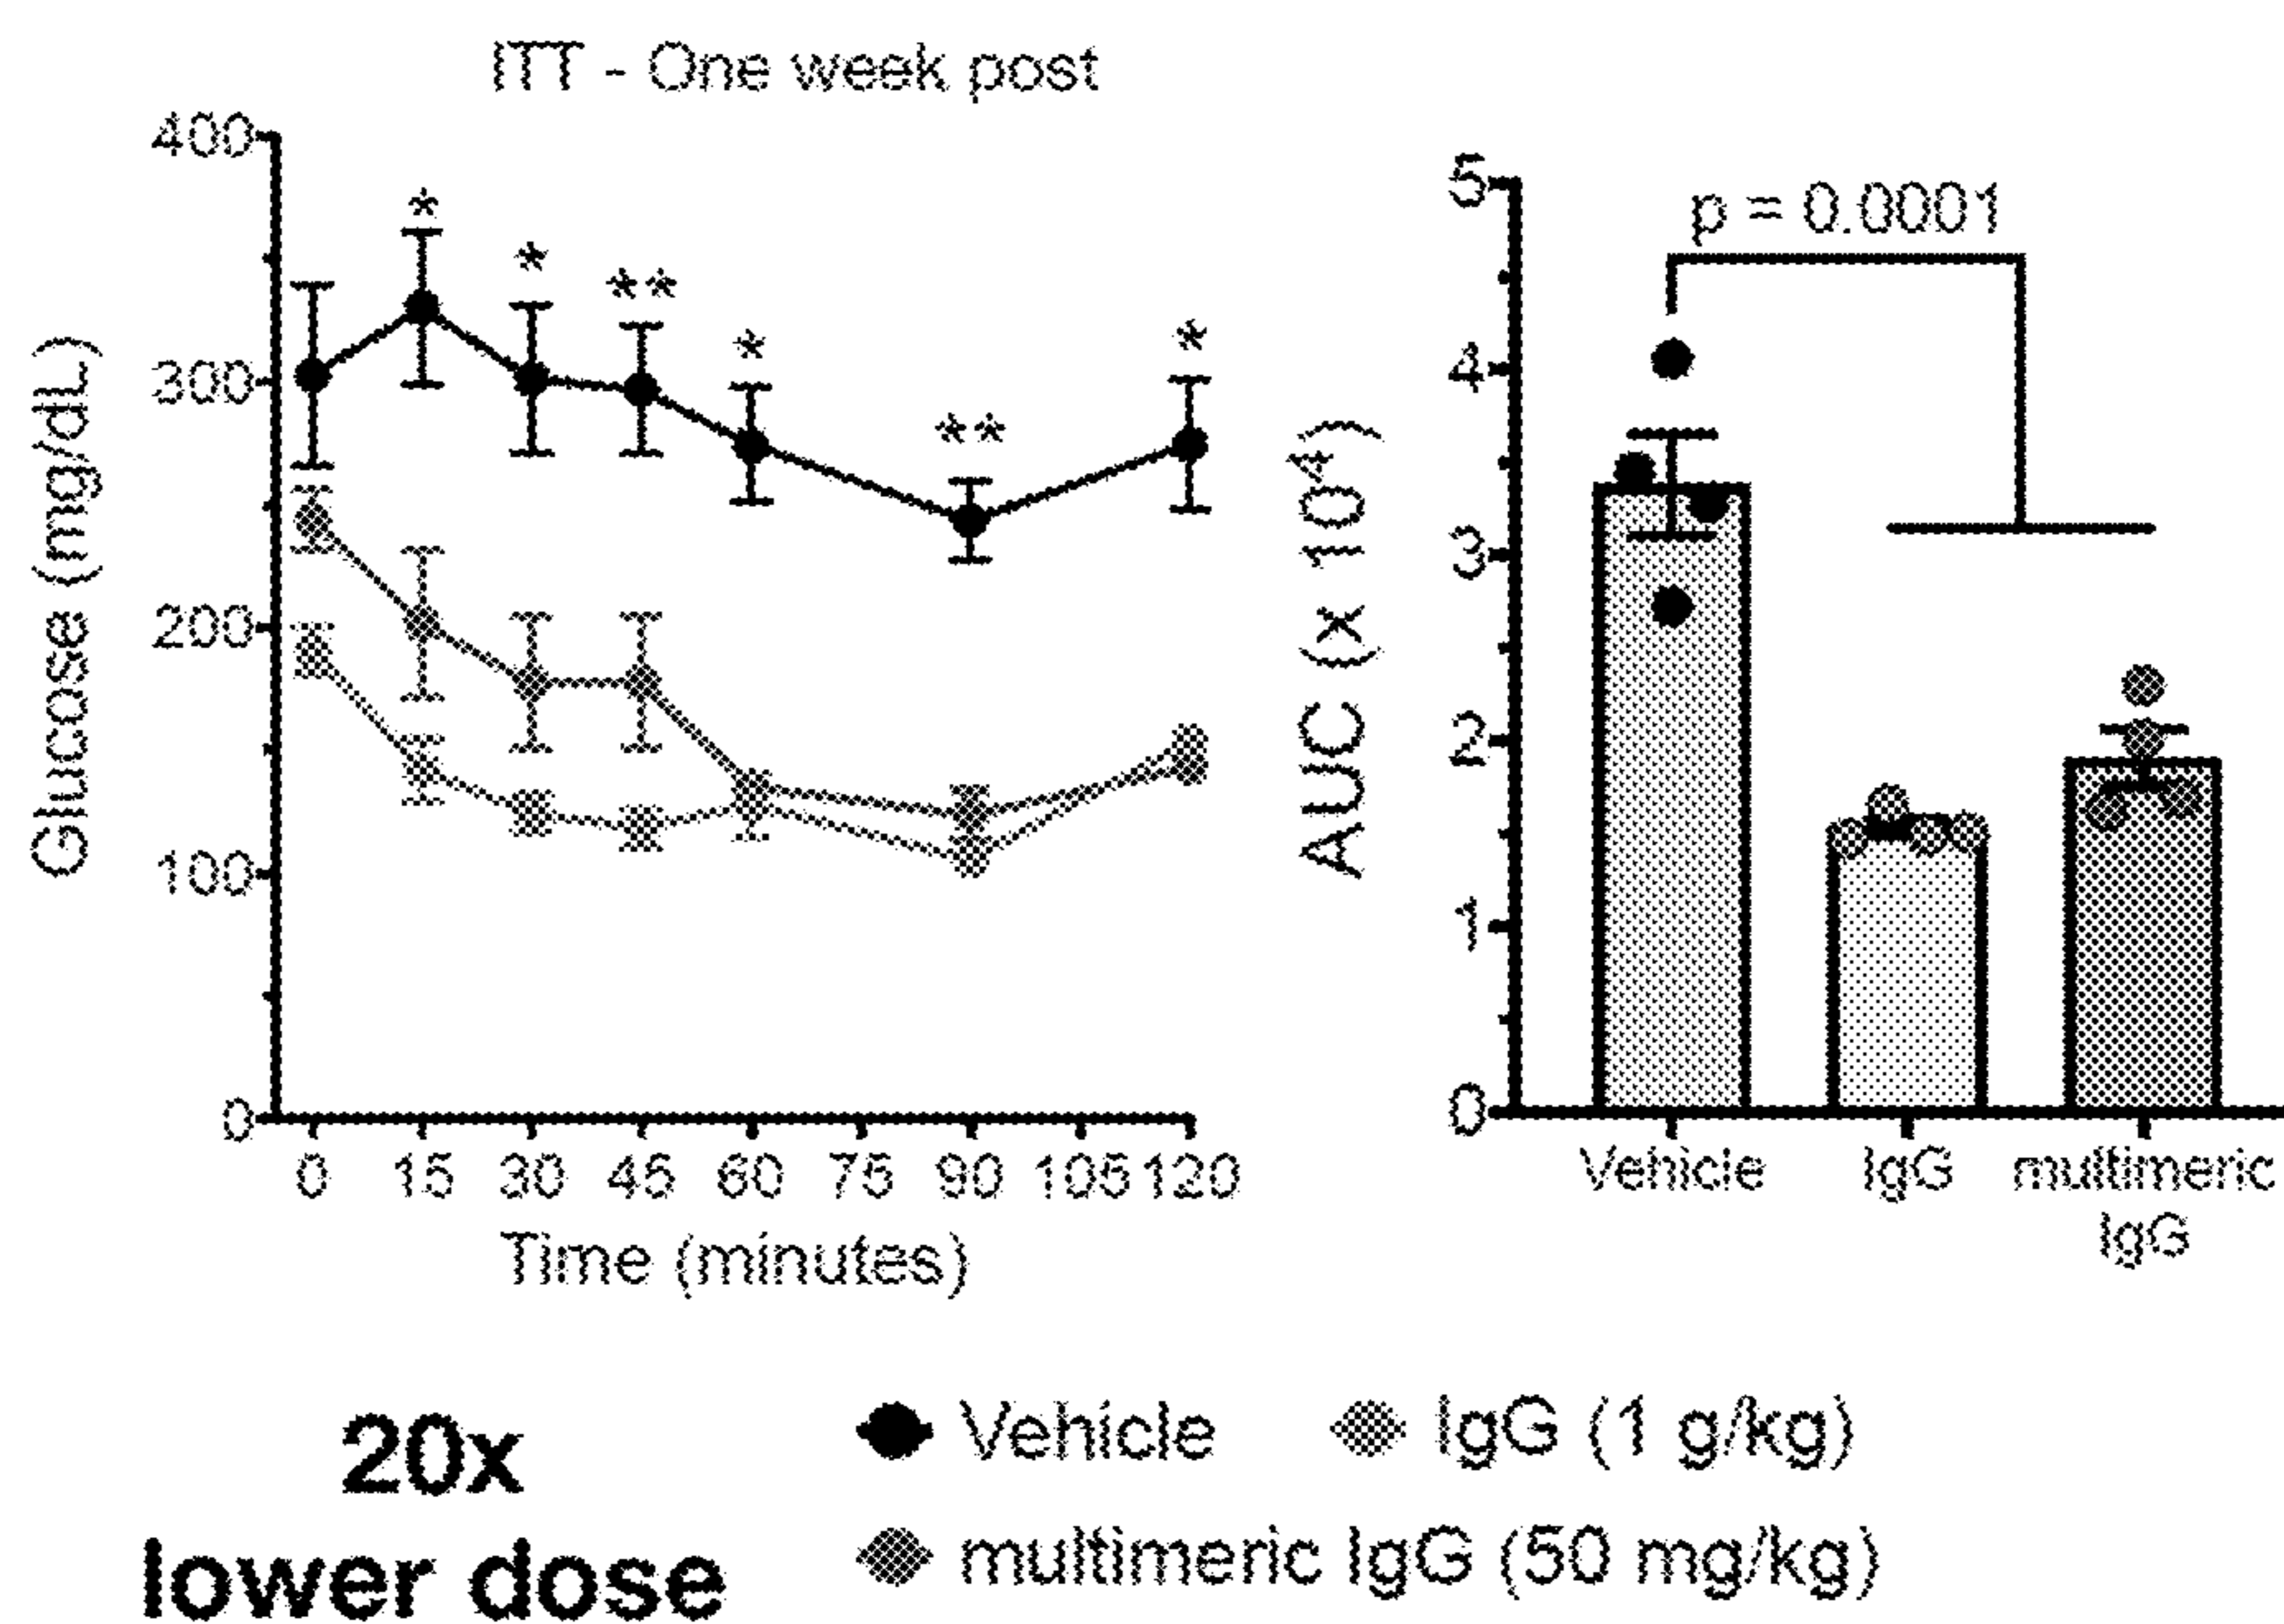 ITT - One week post
400
300
200
100
0
Glucose (mg/dL)
* * ** * ** *
0 15 30 45 60 75 90 105 120
Time (minutes)
p = 0.0001
5
4
3
2
1
0
AUC (x 10⁴)
Vehicle IgG multimeric
IgG
20x
lower dose
Vehicle IgG (1 g/kg)
multimeric IgG (50 mg/kg)